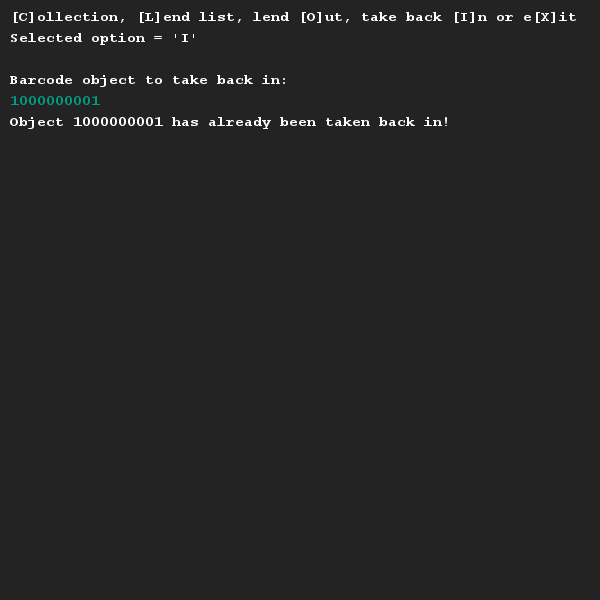 [C]ollection, [L]end list, lend [O]ut, take back [I]n or e[X]it
Selected option = 'I'
Barcode object to take back in:
1000000001
Object 1000000001 has already been taken back in!